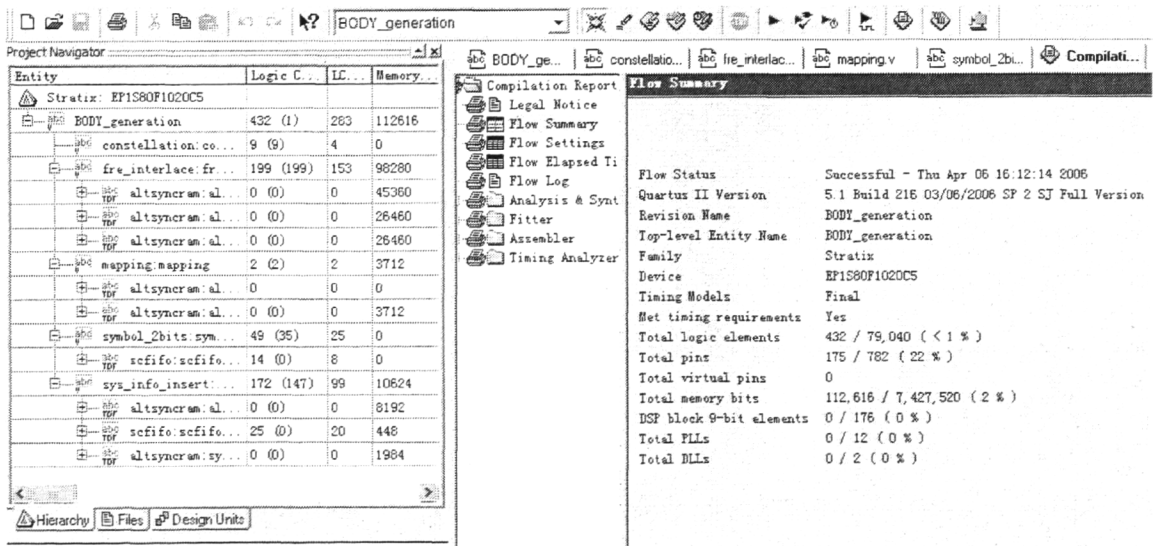 BODY_generation
Project Navigator
Entity Logic C... LC... Memory...
Stratix: EP1S80F1020C5
BODY_generation 432 (1) 283 112616
constellation:co... 9 (9) 4 0
fre_interlace:fr... 199 (199) 153 98280
altsyncram:al... 0 (0) 0 45360
altsyncram:al... 0 (0) 0 26460
altsyncram:al... 0 (0) 0 26460
mapping:mapping 2 (2) 2 3712
altsyncram:al... 0 (0) 0 0
altsyncram:al... 0 (0) 0 3712
symbol_2bits:sym... 49 (35) 25 0
scfifo:scfifo... 14 (0) 8 0
sys_info_insert:... 172 (147) 99 10624
altsyncram:al... 0 (0) 0 8192
scfifo:scfifo... 25 (0) 20 448
altsyncram:sy... 0 (0) 0 1984
Hierarchy Files Design Units
BODY_ge... constellatio... fre_interlac... mapping.v symbol_2bi... Compilati...
Compilation Report
Legal Notice
Flow Summary
Flow Settings
Flow Elapsed Ti
Flow Log
Analysis & Synt
Fitter
Assembler
Timing Analyzer
Flow Summary
Flow Status Successful - Thu Apr 06 16:12:14 2006
Quartus II Version 5.1 Build 216 03/06/2006 SP 2 SJ Full Version
Revision Name BODY_generation
Top-level Entity Name BODY_generation
Family Stratix
Device EP1S80F1020C5
Timing Models Final
Met timing requirements Yes
Total logic elements 432 / 79,040 ( < 1 % )
Total pins 175 / 782 ( 22 % )
Total virtual pins 0
Total memory bits 112,616 / 7,427,520 ( 2 % )
DSP block 9-bit elements 0 / 176 ( 0 % )
Total PLLs 0 / 12 ( 0 % )
Total DLLs 0 / 2 ( 0 % )